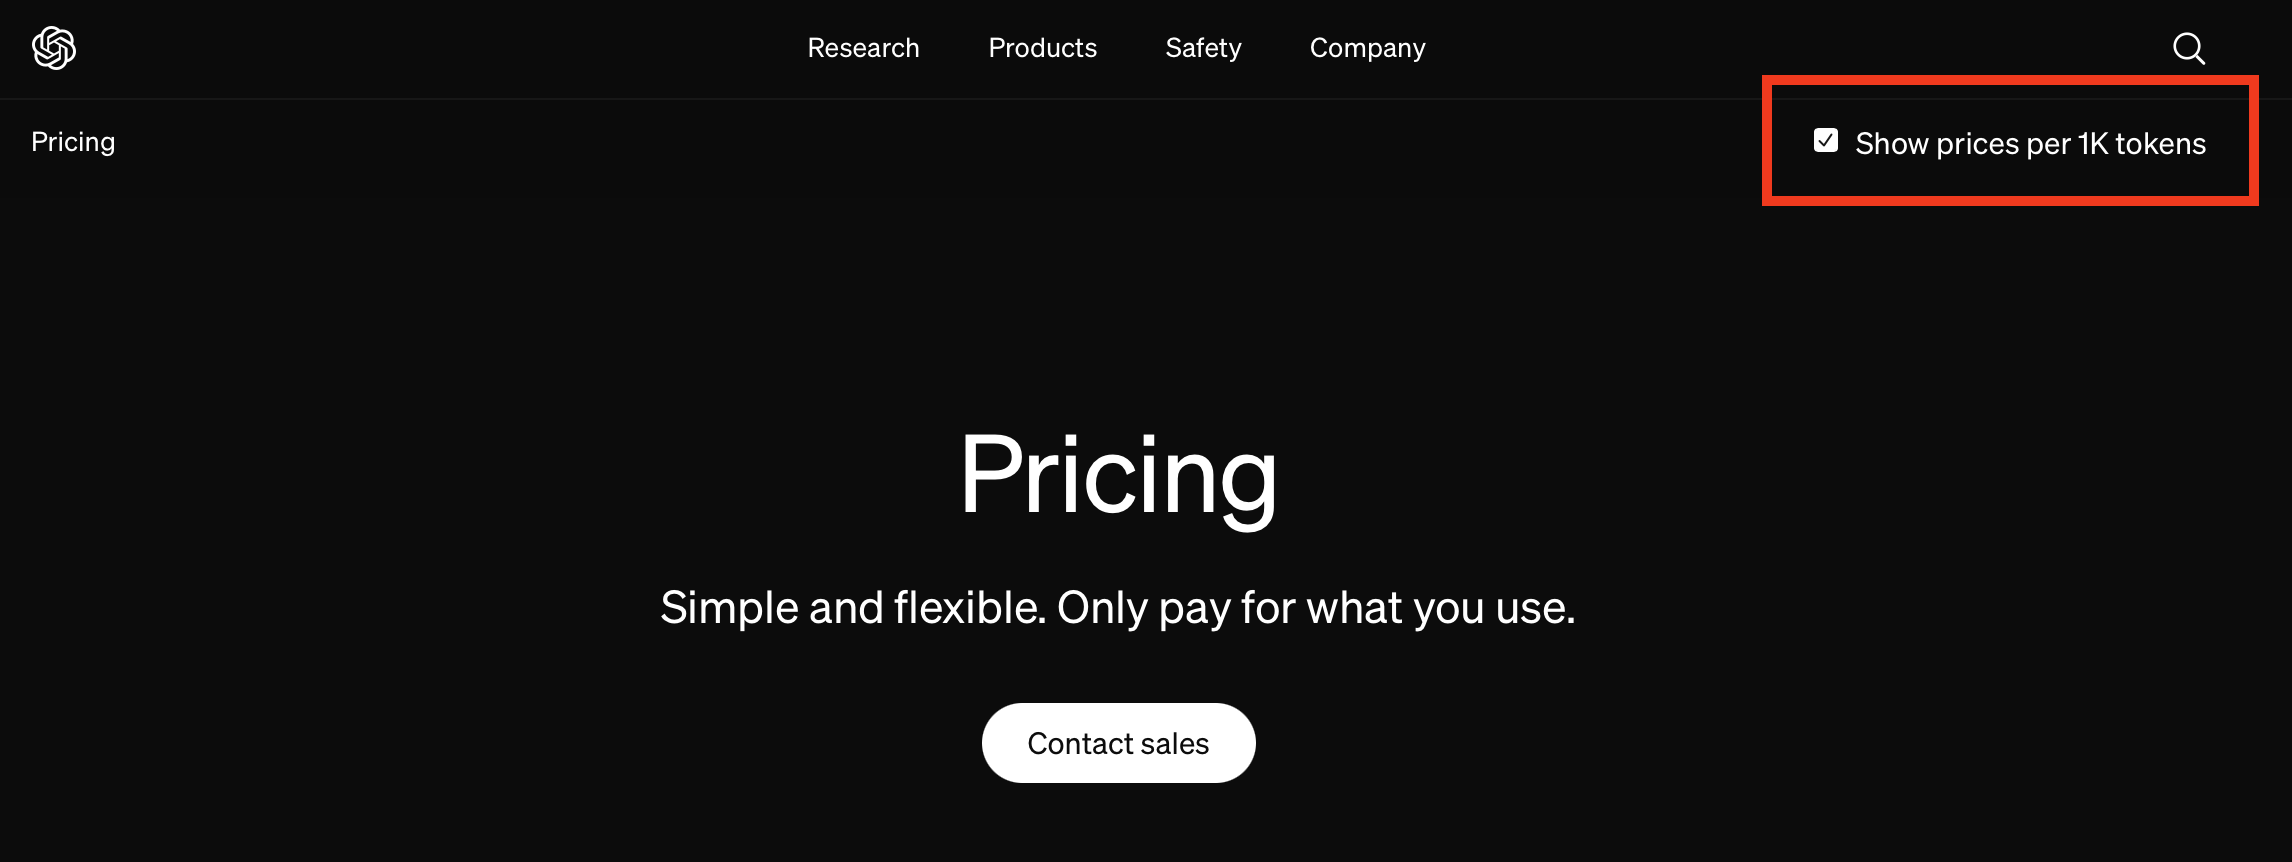 Research Products Safety Company
Pricing
Show prices per 1K tokens
Pricing
Simple and flexible. Only pay for what you use.
Contact sales